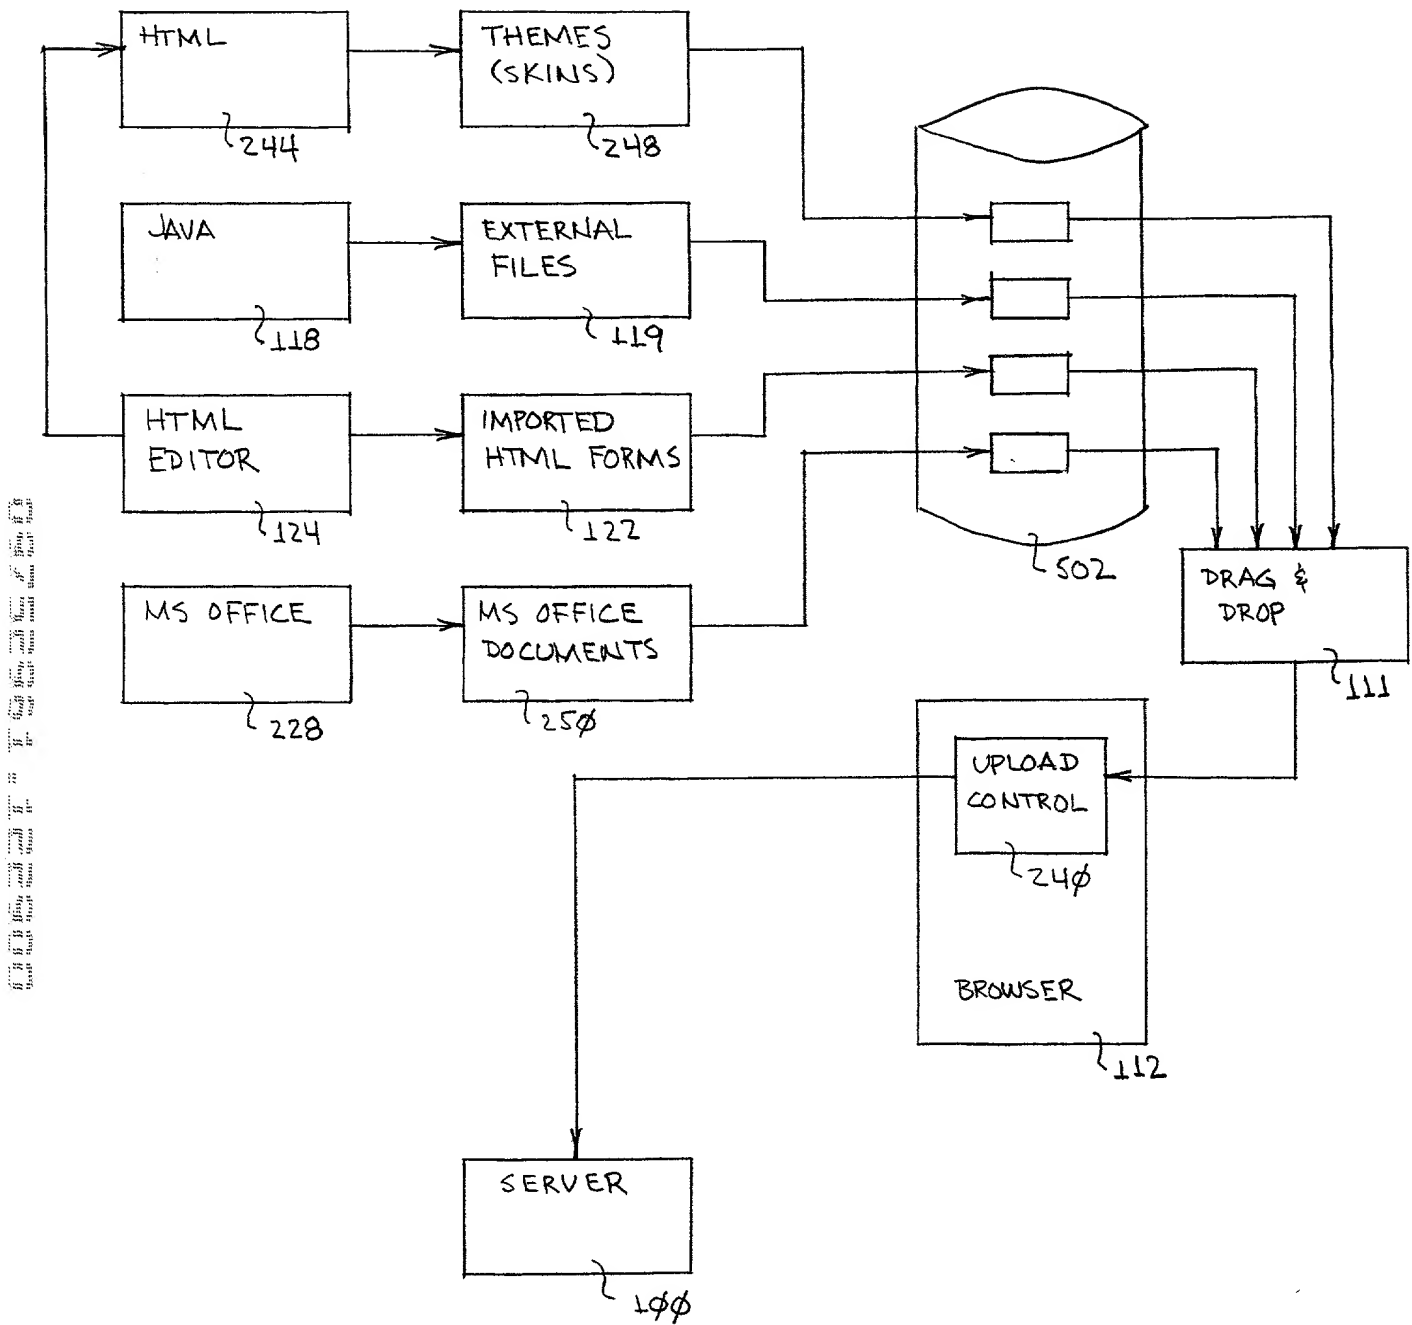 HTML
244
THEMES
(SKINS)
248
JAVA
118
EXTERNAL
FILES
119
HTML
EDITOR
124
IMPORTED
HTML FORMS
122
MS OFFICE
228
MS OFFICE
DOCUMENTS
250
502
DRAG &
DROP
111
UPLOAD
CONTROL
240
BROWSER
112
SERVER
100